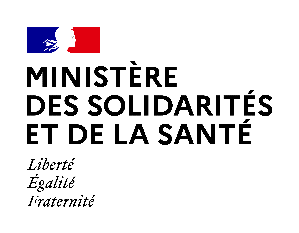 MINISTÈRE
DES SOLIDARITÉS
ET DE LA SANTÉ
Liberté
Égalité
Fraternité